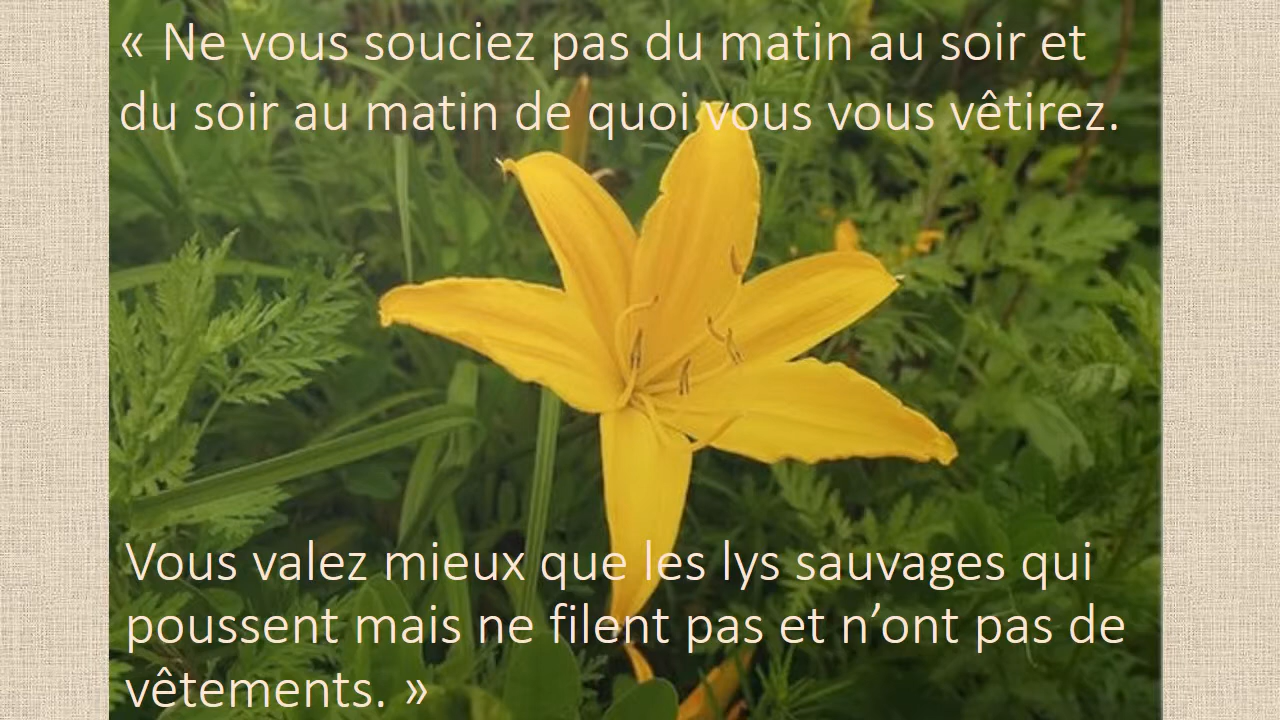 « Ne vous souciez pas du matin au soir et
du soir au matin de quoi vous vous vêtirez.
Vous valez mieux que les lys sauvages qui
poussent mais ne filent pas et n’ont pas de
vêtements. »